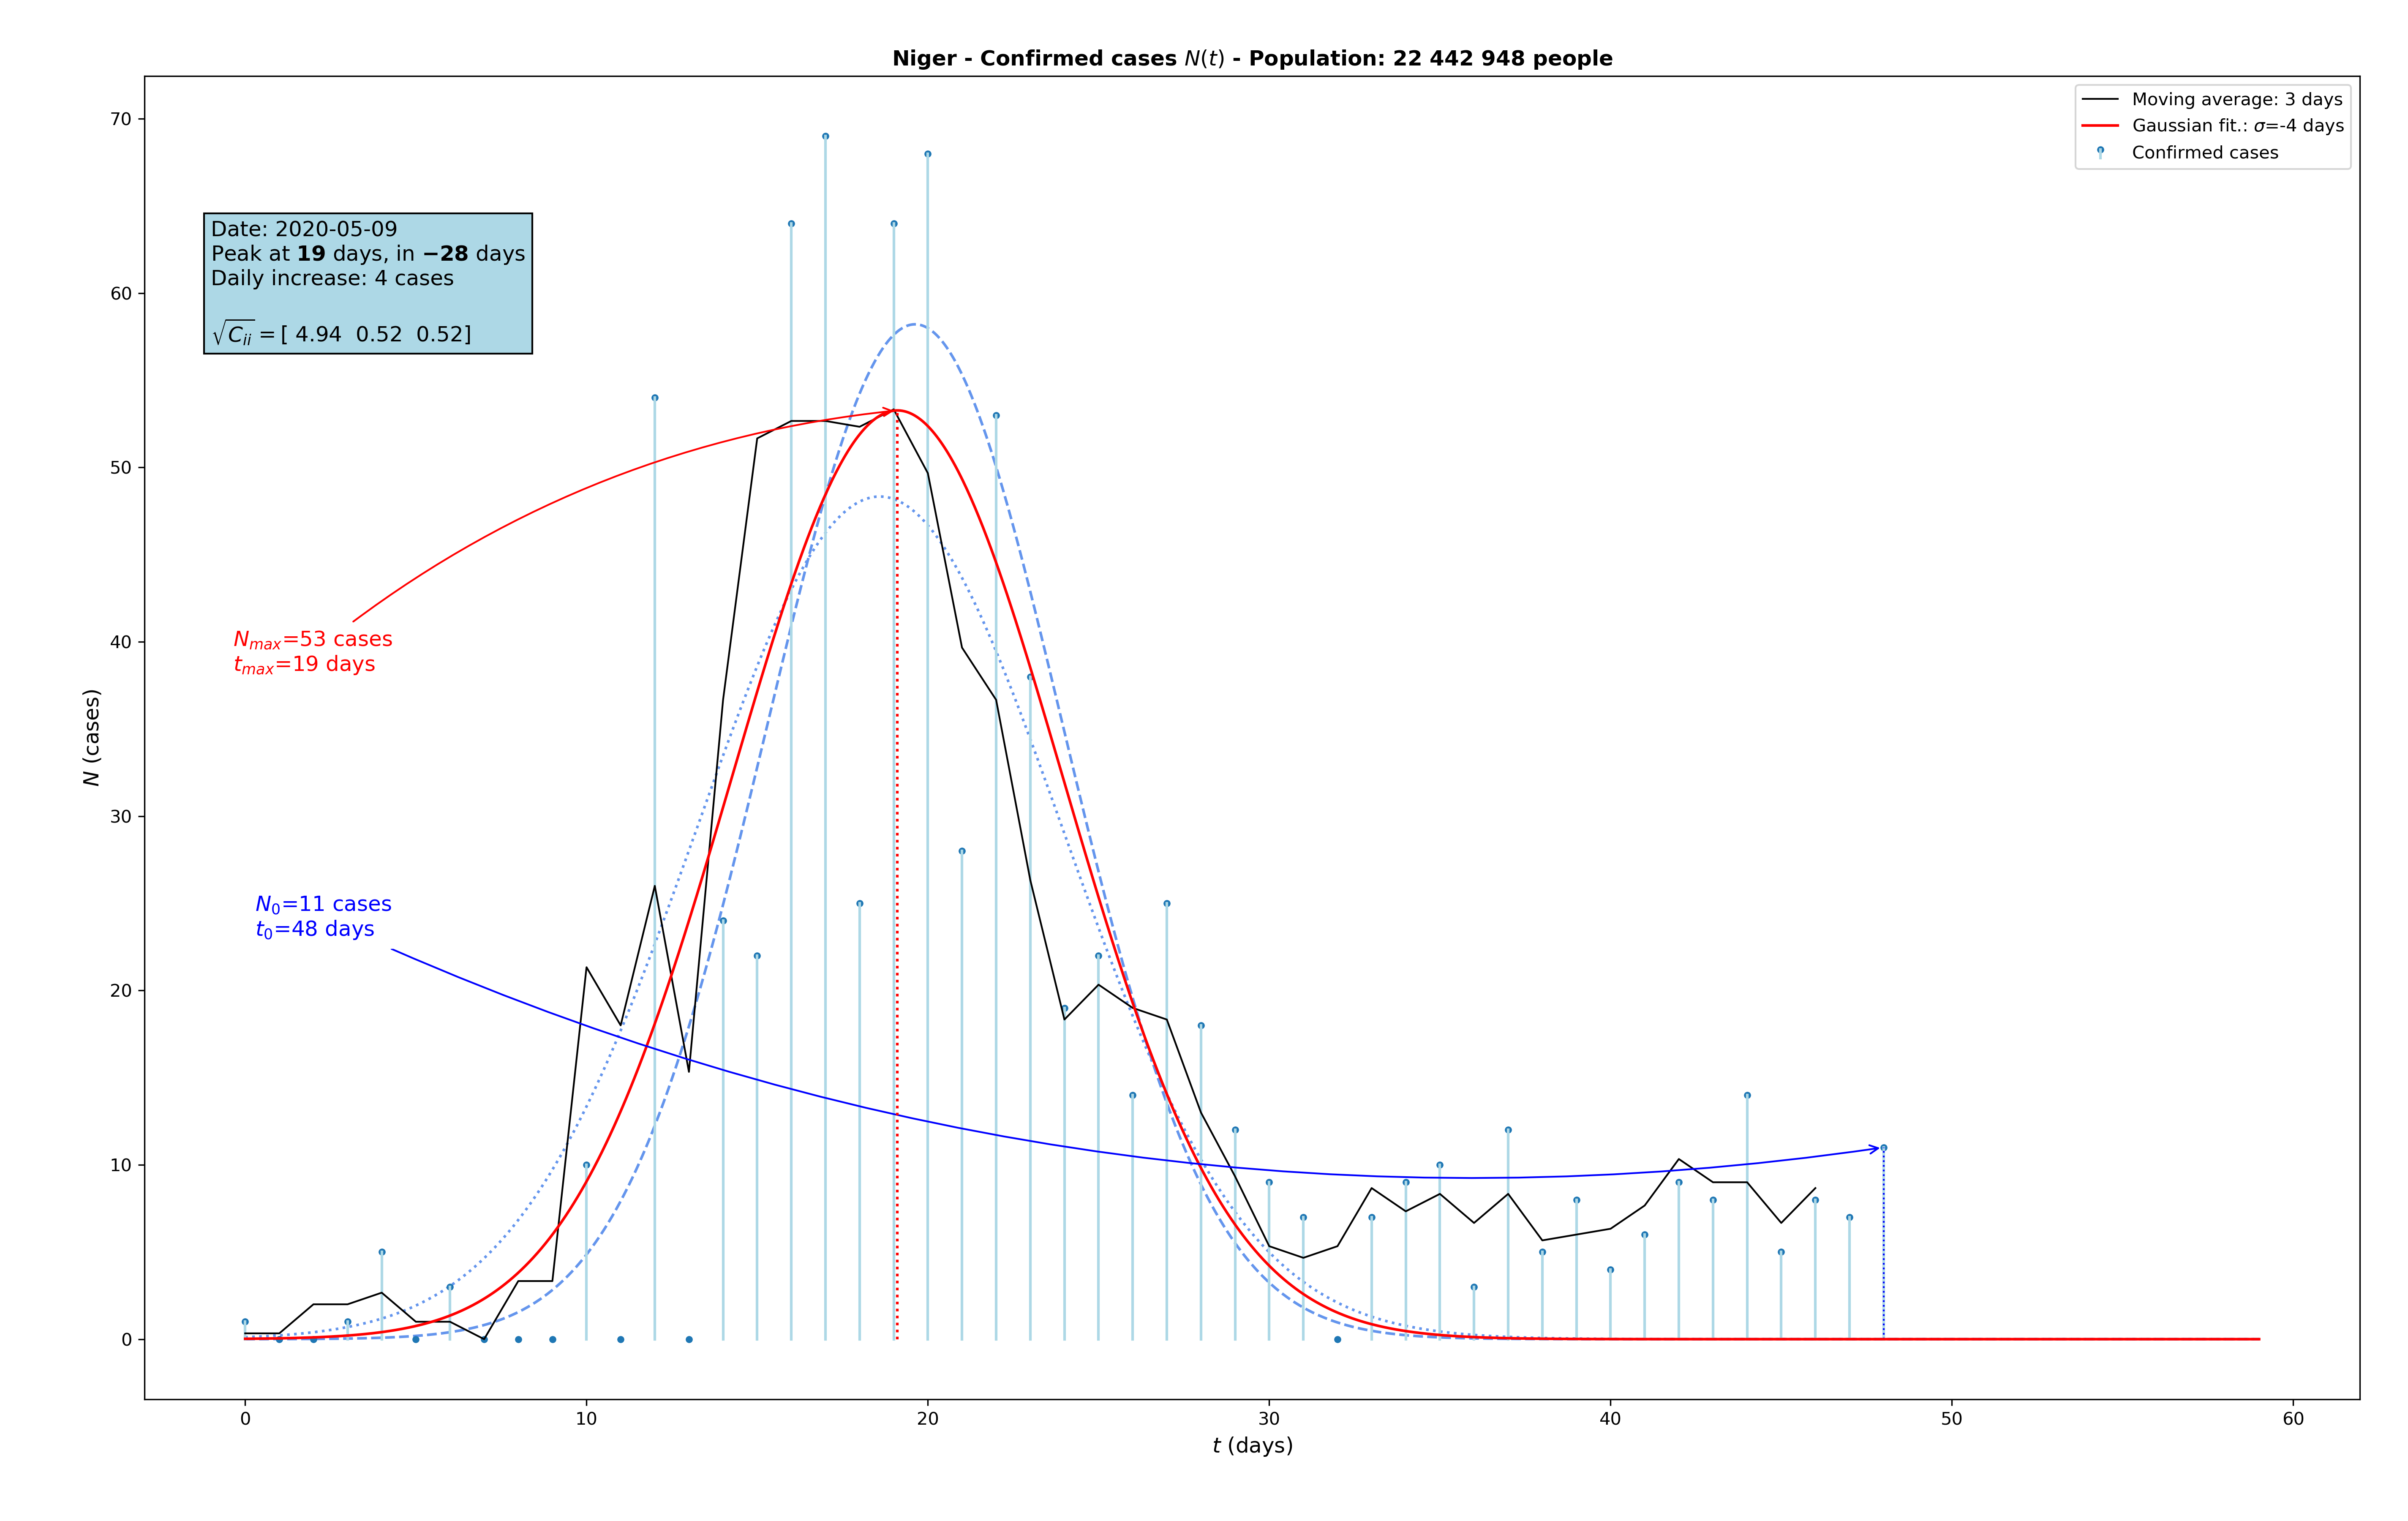 Niger - Confirmed cases N(t) - Population: 22 442 948 people
Moving average: 3 days
Gaussian fit.: σ=-4 days
Confirmed cases
Date: 2020-05-09
Peak at 19 days, in −28 days
Daily increase: 4 cases
√C_ii = [ 4.94 0.52 0.52]
N_max=53 cases
t_max=19 days
N_0=11 cases
t_0=48 days
N (cases)
70
60
50
40
30
20
10
0
0 10 20 30 40 50 60
t (days)